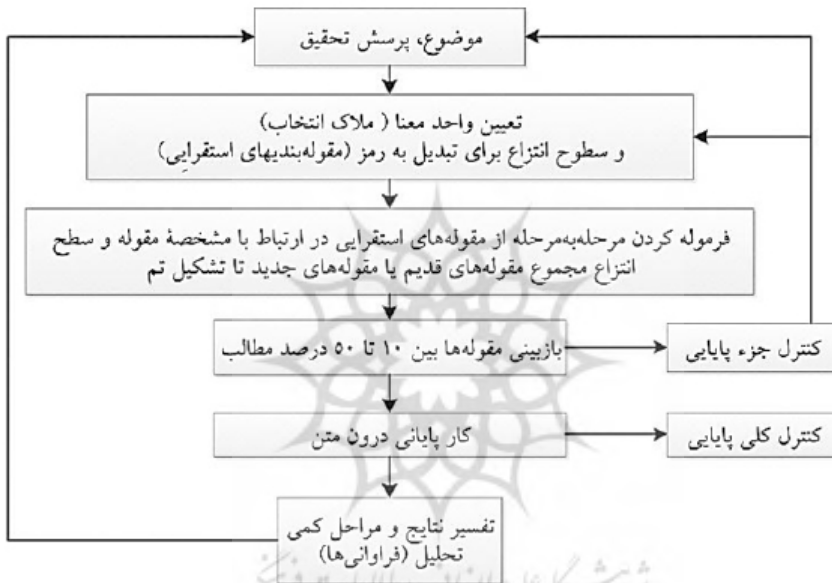 موضوع، پرسش تحقیق
تعیین واحد معنا ( ملاک انتخاب)
و سطوح انتزاع برای تبدیل به رمز (مقوله‌بندیهای استقرایِی)
فرموله کردن مرحله‌به‌مرحله از مقوله‌های استقرایی در ارتباط با مشخصهٔ مقوله و سطح
انتزاع مجموع مقوله‌های قدیم یا مقوله‌های جدید تا تشکیل تم
بازبینی مقوله‌ها بین ۱۰ تا ۵۰ درصد مطالب
کنترل جزء پایایی
کار پایانی درون متن
کنترل کلی پایایی
تفسیر نتایج و مراحل کمی
تحلیل (فراوانی‌ها)